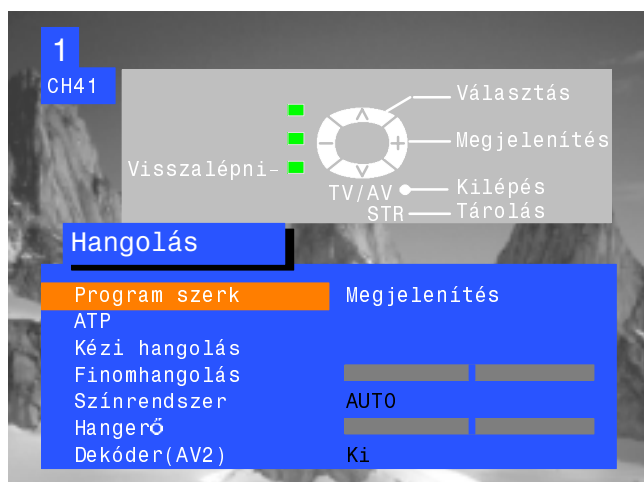 1
CH41
Választás
Megjelenítés
Visszalépni
TV/AV Kilépés
STR Tárolás
Hangolás
Program szerk Megjelenítés
ATP
Kézi hangolás
Finomhangolás
Színrendszer AUTO
Hangerő
Dekóder(AV2) Ki